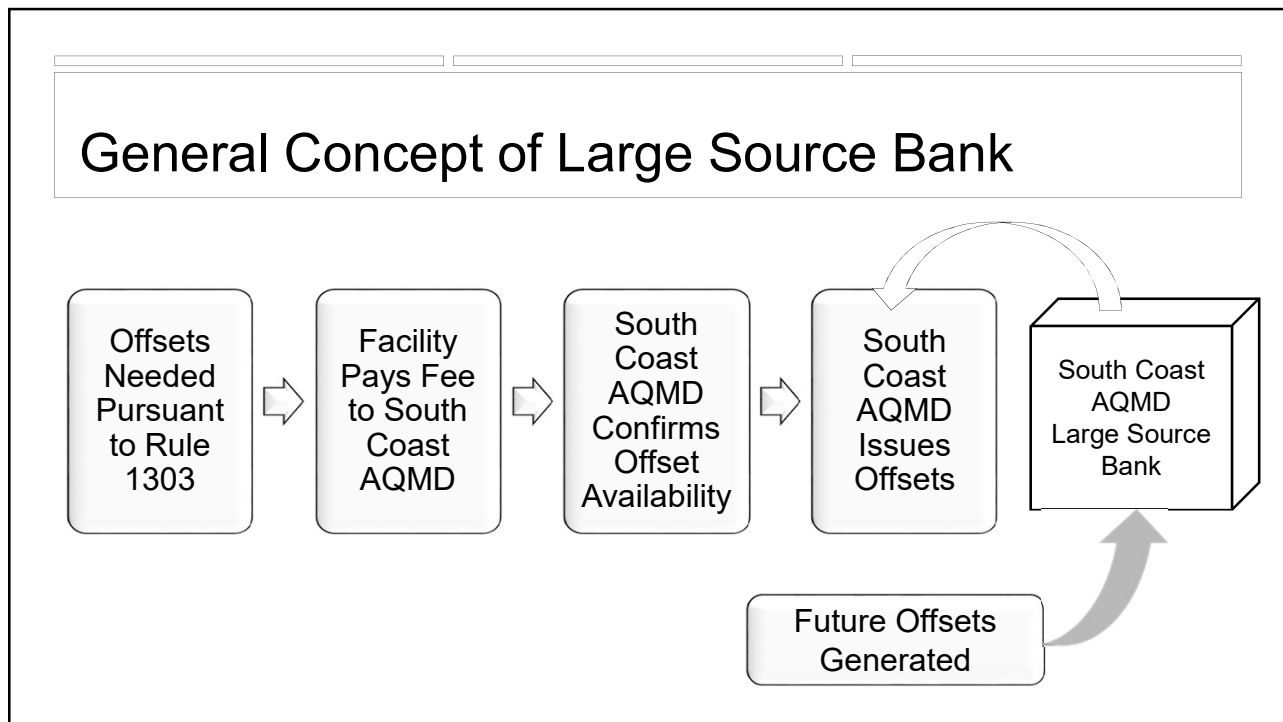 General Concept of Large Source Bank
Offsets
Needed
Pursuant
to Rule
1303
Facility
Pays Fee
to South
Coast
AQMD
South
Coast
AQMD
Confirms
Offset
Availability
South
Coast
AQMD
Issues
Offsets
South Coast
AQMD
Large Source
Bank
Future Offsets
Generated